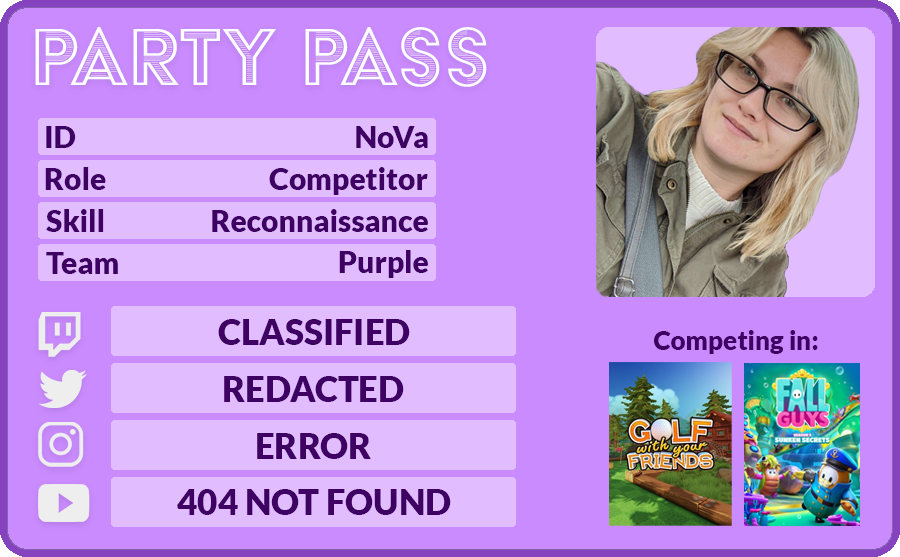 PARTY PASS
ID NoVa
Role Competitor
Skill Reconnaissance
Team Purple
CLASSIFIED
REDACTED
ERROR
404 NOT FOUND
Competing in:
GOLF
with your
FRIENDS
FALL
GUYS
SUNKEN SECRETS